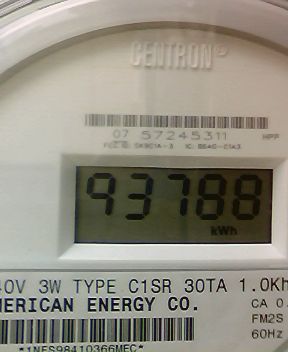 CENTRON®
07 57245311
93788
kWh
40V 3W TYPE C1SR 30TA 1.0Kh
MERICAN ENERGY CO.
CA 0.
FM2S
60Hz
*1NFS98410366MEC*